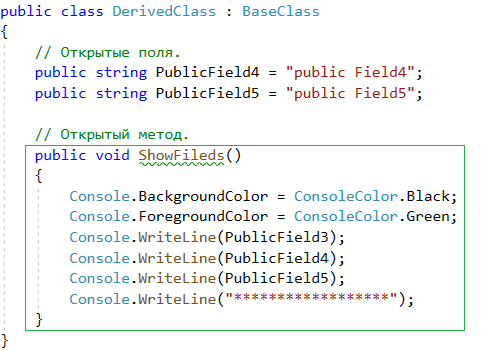 public class DerivedClass : BaseClass
{
    // Открытые поля.
    public string PublicField4 = "public Field4";
    public string PublicField5 = "public Field5";

    // Открытый метод.
    public void ShowFileds()
    {
        Console.BackgroundColor = ConsoleColor.Black;
        Console.ForegroundColor = ConsoleColor.Green;
        Console.WriteLine(PublicField3);
        Console.WriteLine(PublicField4);
        Console.WriteLine(PublicField5);
        Console.WriteLine("******************");
    }
}